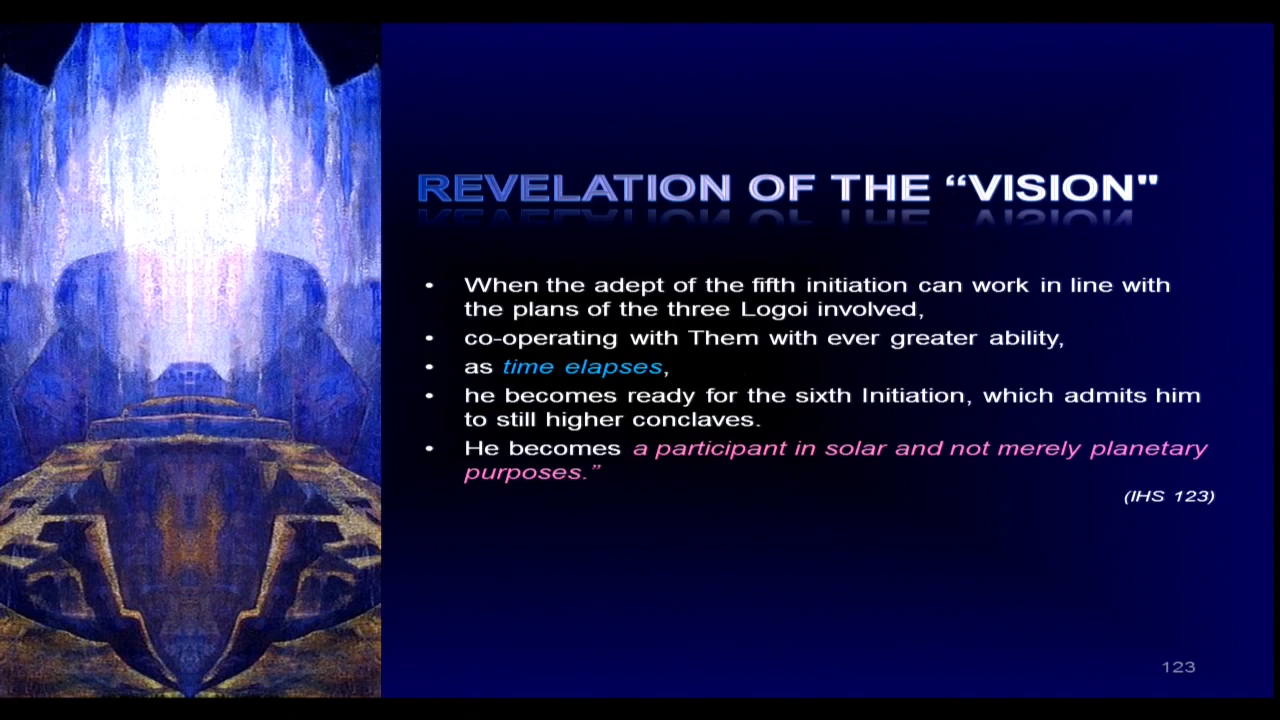 REVELATION OF THE “VISION"
• When the adept of the fifth initiation can work in line with
the plans of the three Logoi involved,
• co-operating with Them with ever greater ability,
• as time elapses,
• he becomes ready for the sixth Initiation, which admits him
to still higher conclaves.
• He becomes a participant in solar and not merely planetary
purposes.”
(IHS 123)
123